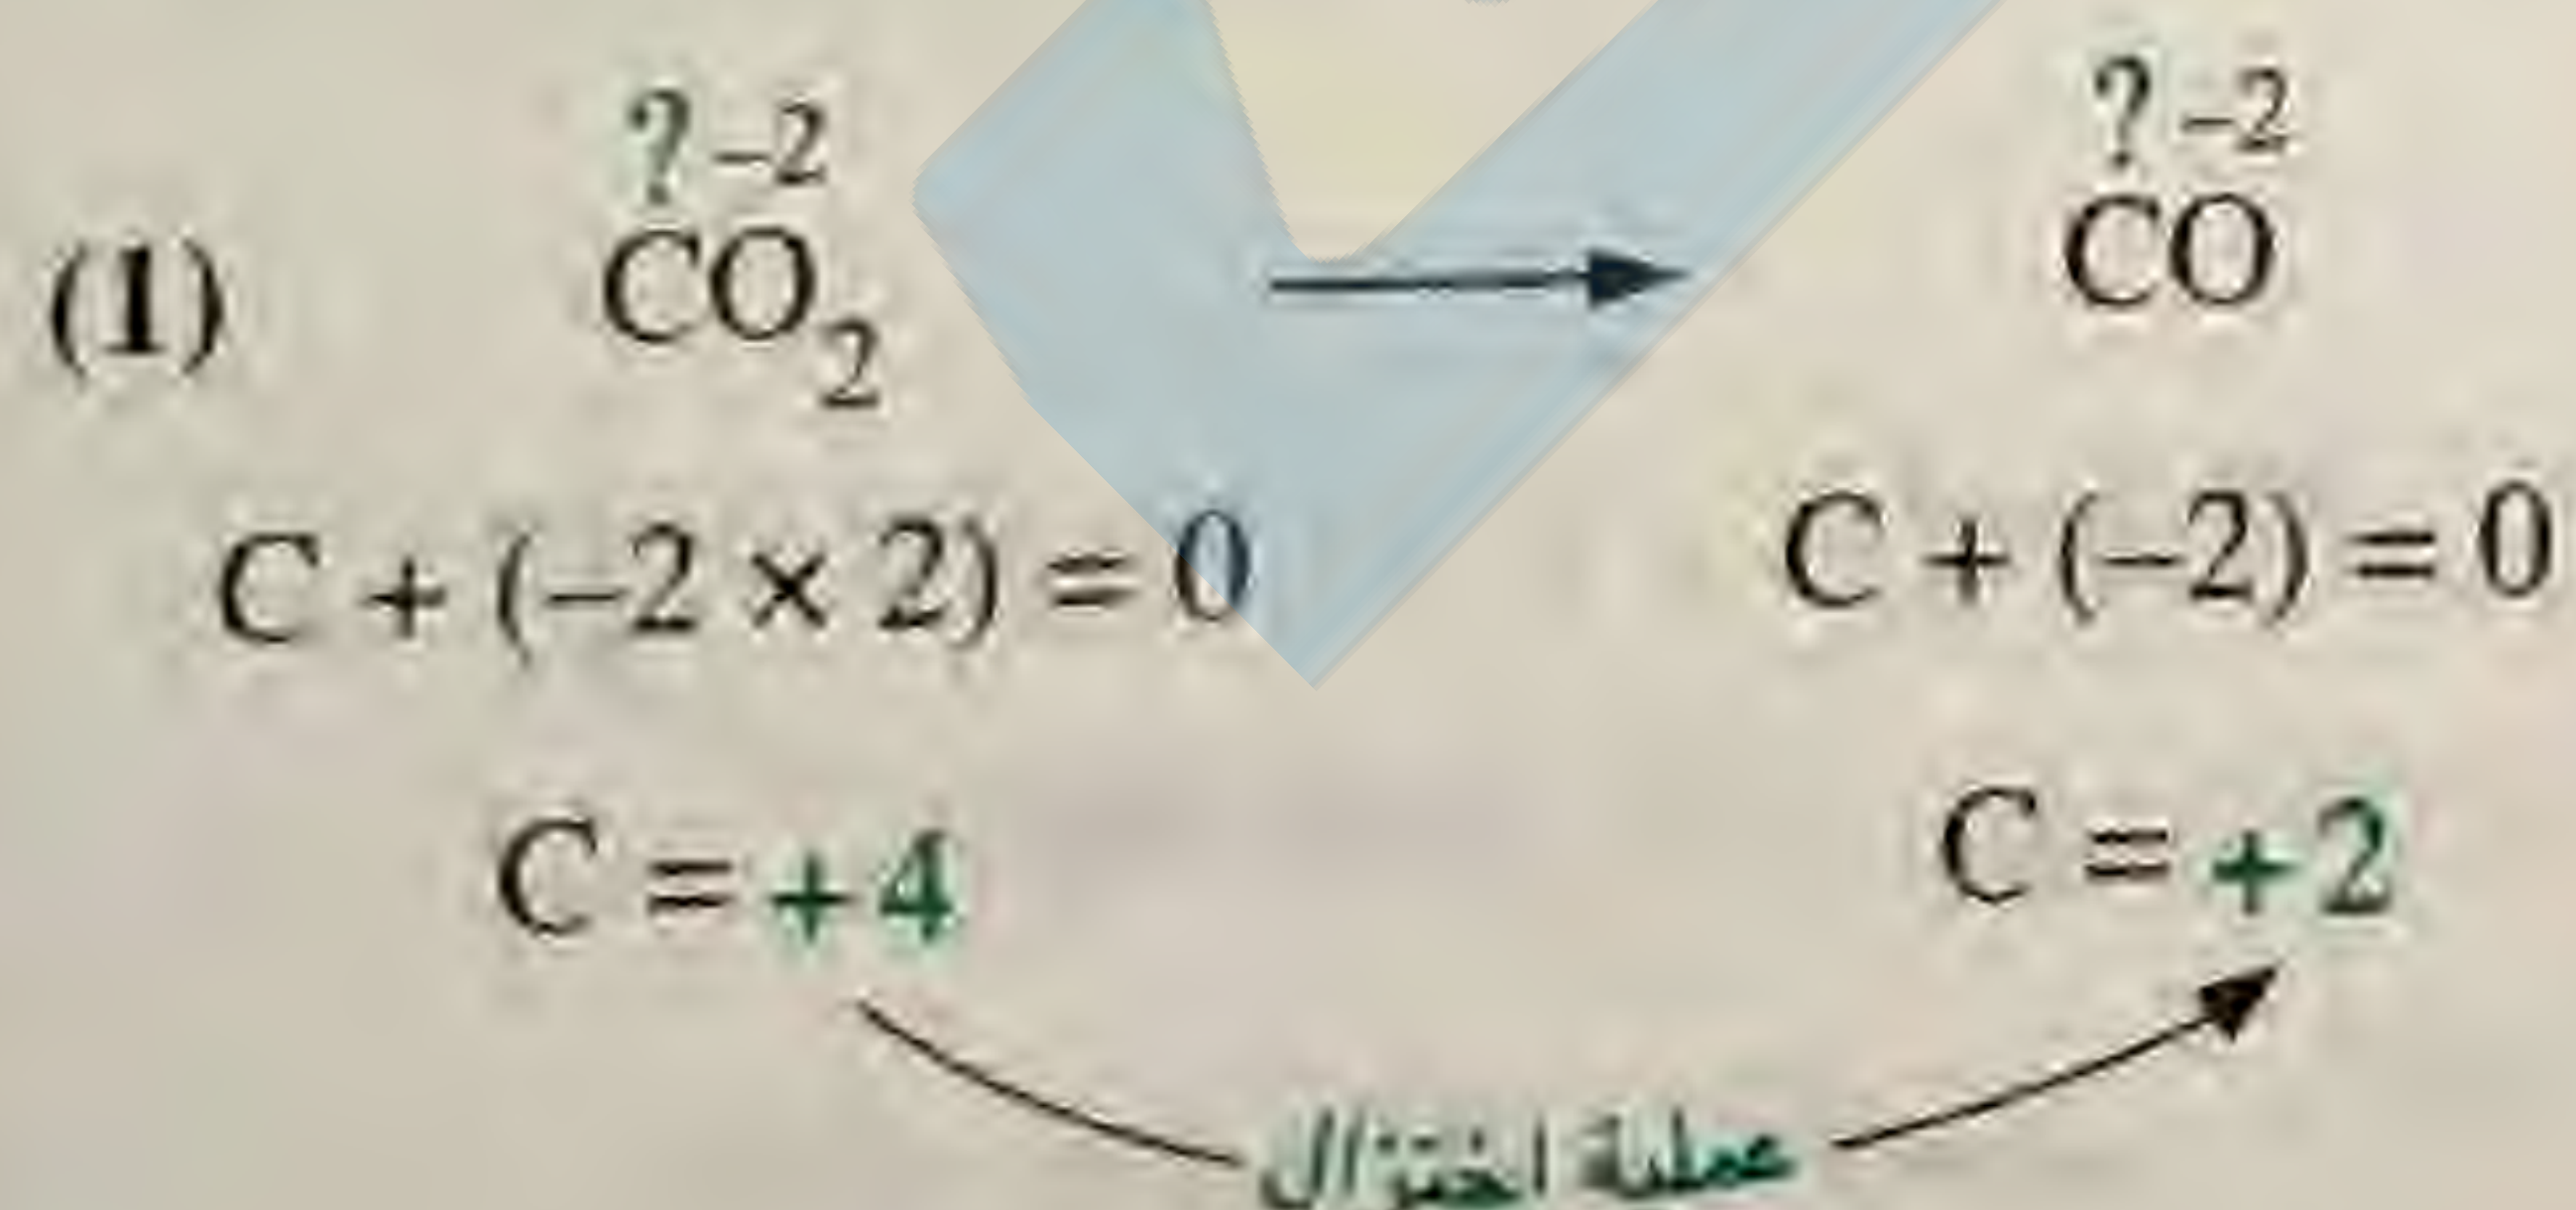 ? –2 ? –2
(1) CO₂ → CO
C + (–2 × 2) = 0 C + (–2) = 0
C = +4 C = +2
عملية اختزال